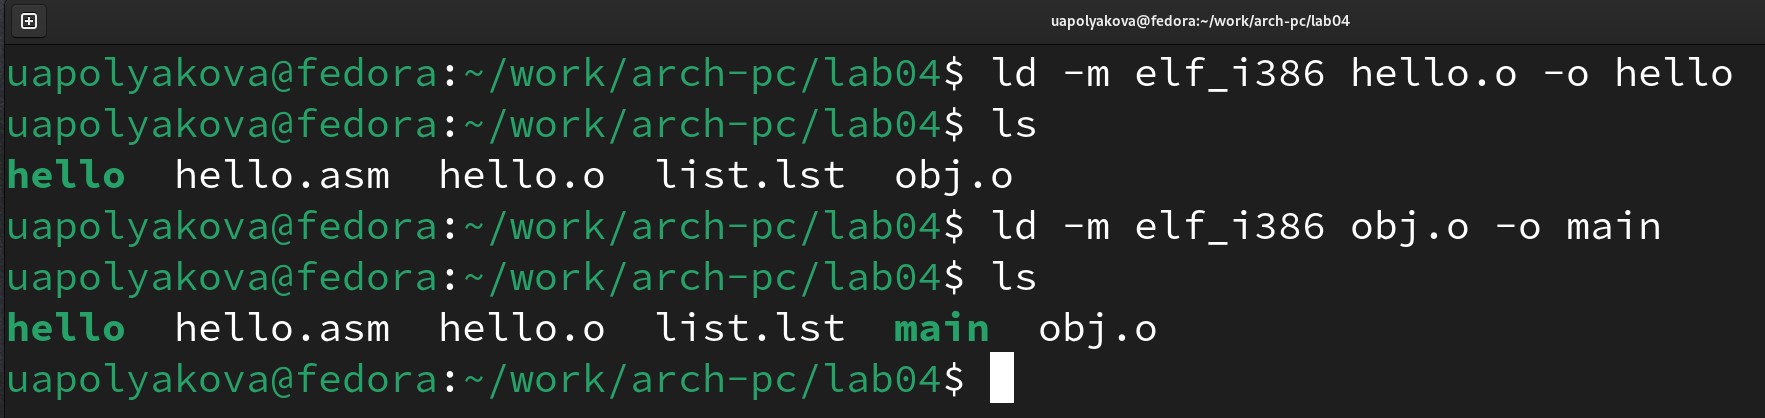 uapolyakova@fedora:~/work/arch-pc/lab04
uapolyakova@fedora:~/work/arch-pc/lab04$ ld -m elf_i386 hello.o -o hello
uapolyakova@fedora:~/work/arch-pc/lab04$ ls
hello  hello.asm  hello.o  list.lst  obj.o
uapolyakova@fedora:~/work/arch-pc/lab04$ ld -m elf_i386 obj.o -o main
uapolyakova@fedora:~/work/arch-pc/lab04$ ls
hello  hello.asm  hello.o  list.lst  main  obj.o
uapolyakova@fedora:~/work/arch-pc/lab04$